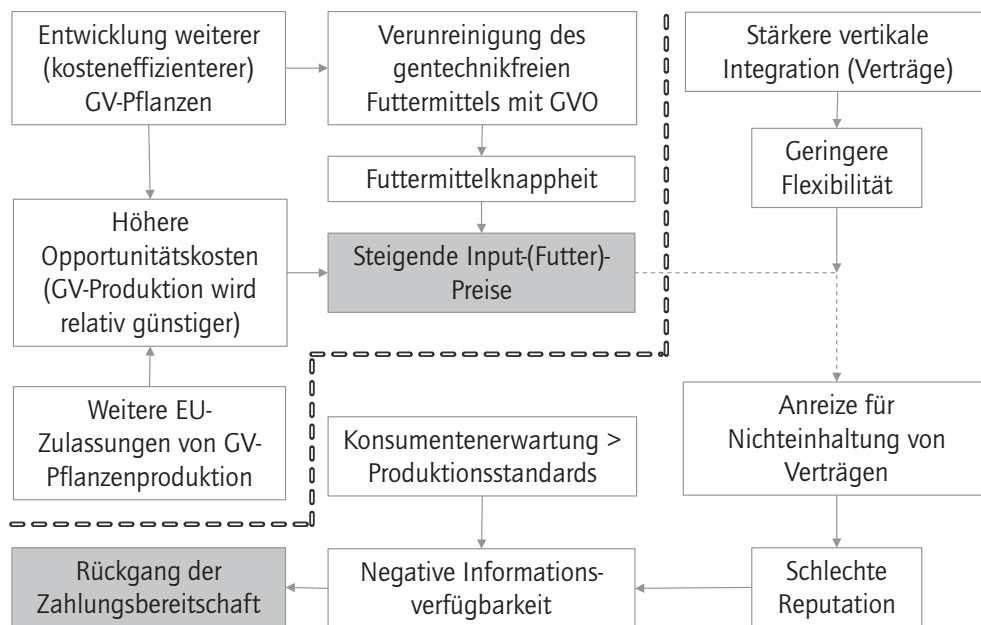 Entwicklung weiterer
(kosteneffizienterer)
GV-Pflanzen
Verunreinigung des
gentechnikfreien
Futtermittels mit GVO
Stärkere vertikale
Integration (Verträge)
Geringere
Flexibilität
Futtermittelknappheit
Höhere
Opportunitätskosten
(GV-Produktion wird
relativ günstiger)
Steigende Input-(Futter)-
Preise
Weitere EU-
Zulassungen von GV-
Pflanzenproduktion
Konsumentenerwartung >
Produktionsstandards
Anreize für
Nichteinhaltung von
Verträgen
Rückgang der
Zahlungsbereitschaft
Negative Informations-
verfügbarkeit
Schlechte
Reputation